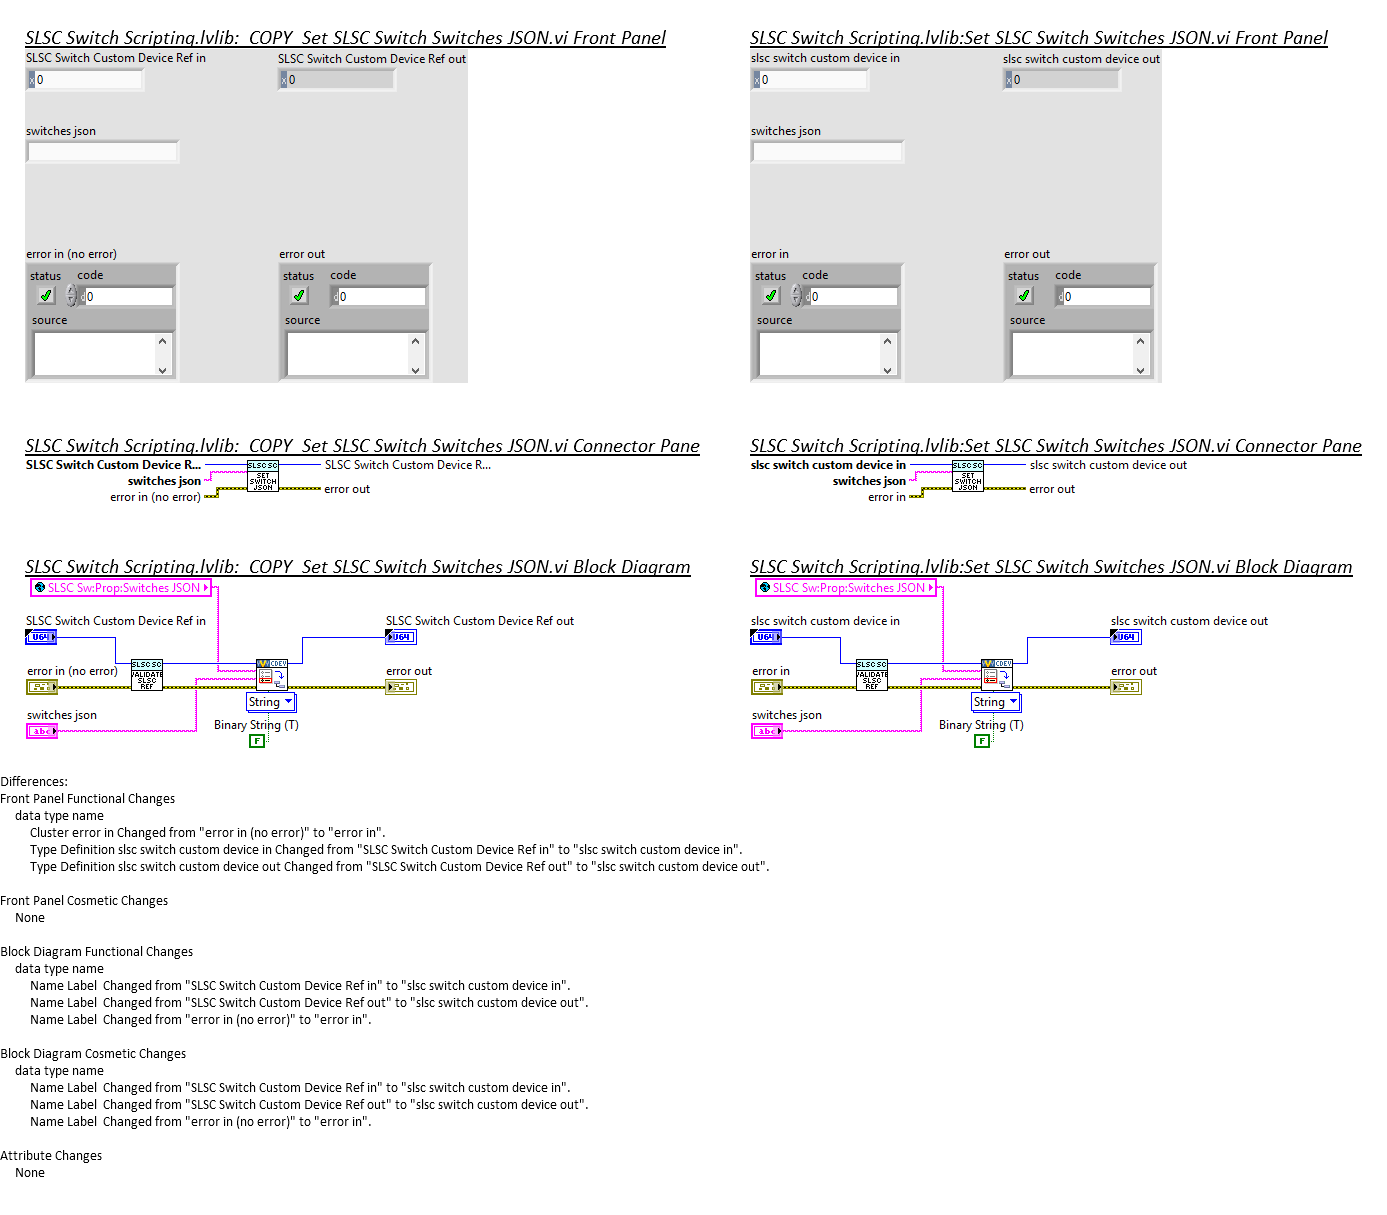 SLSC Switch Scripting.lvlib:_COPY_Set SLSC Switch Switches JSON.vi Front Panel
SLSC Switch Custom Device Ref in
SLSC Switch Custom Device Ref out
x 0
x 0
switches json
error in (no error)
error out
status code
status code
d 0
d 0
source
source
SLSC Switch Scripting.lvlib:Set SLSC Switch Switches JSON.vi Front Panel
slsc switch custom device in
slsc switch custom device out
x 0
x 0
switches json
error in
error out
status code
status code
d 0
d 0
source
source
SLSC Switch Scripting.lvlib:_COPY_Set SLSC Switch Switches JSON.vi Connector Pane
SLSC Switch Custom Device R...
SLSC SC
SET
SWITCH
JSON
SLSC Switch Custom Device R...
switches json
error in (no error)
error out
SLSC Switch Scripting.lvlib:Set SLSC Switch Switches JSON.vi Connector Pane
slsc switch custom device in
SLSC SC
SET
SWITCH
JSON
slsc switch custom device out
switches json
error in
error out
SLSC Switch Scripting.lvlib:_COPY_Set SLSC Switch Switches JSON.vi Block Diagram
SLSC Sw:Prop:Switches JSON
SLSC Switch Custom Device Ref in
SLSC Switch Custom Device Ref out
U64
U64
error in (no error)
SLSC SC
VALIDATE
SLSC
REF
CDEV
error out
String
switches json
abc
Binary String (T)
F
SLSC Switch Scripting.lvlib:Set SLSC Switch Switches JSON.vi Block Diagram
SLSC Sw:Prop:Switches JSON
slsc switch custom device in
slsc switch custom device out
U64
U64
error in
SLSC SC
VALIDATE
SLSC
REF
CDEV
error out
String
switches json
abc
Binary String (T)
F
Differences:
Front Panel Functional Changes
data type name
Cluster error in Changed from "error in (no error)" to "error in".
Type Definition slsc switch custom device in Changed from "SLSC Switch Custom Device Ref in" to "slsc switch custom device in".
Type Definition slsc switch custom device out Changed from "SLSC Switch Custom Device Ref out" to "slsc switch custom device out".
Front Panel Cosmetic Changes
None
Block Diagram Functional Changes
data type name
Name Label Changed from "SLSC Switch Custom Device Ref in" to "slsc switch custom device in".
Name Label Changed from "SLSC Switch Custom Device Ref out" to "slsc switch custom device out".
Name Label Changed from "error in (no error)" to "error in".
Block Diagram Cosmetic Changes
data type name
Name Label Changed from "SLSC Switch Custom Device Ref in" to "slsc switch custom device in".
Name Label Changed from "SLSC Switch Custom Device Ref out" to "slsc switch custom device out".
Name Label Changed from "error in (no error)" to "error in".
Attribute Changes
None